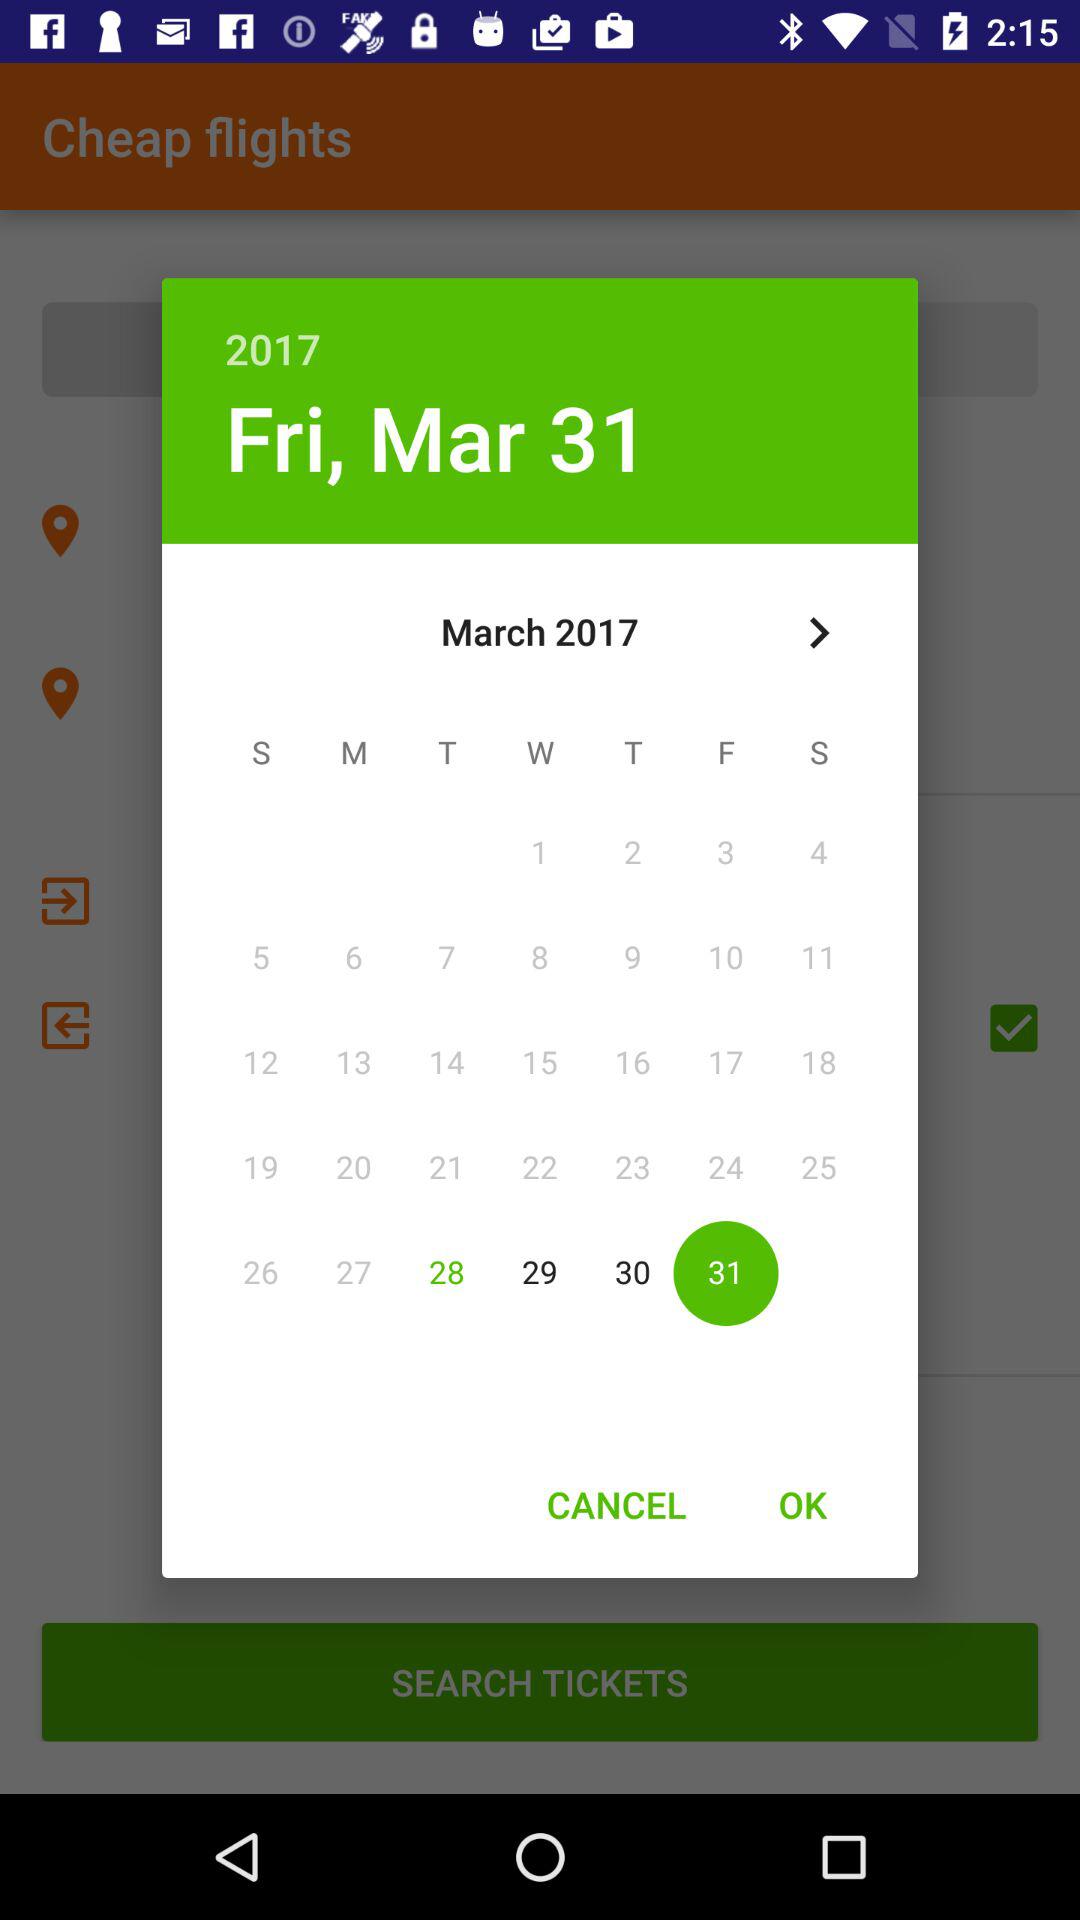 FAKE
2:15
Cheap flights
2017
Fri, Mar 31
March 2017
S M T W T F S
1 2 3 4
5 6 7 8 9 10 11
12 13 14 15 16 17 18
19 20 21 22 23 24 25
26 27 28 29 30 31
CANCEL OK
SEARCH TICKETS